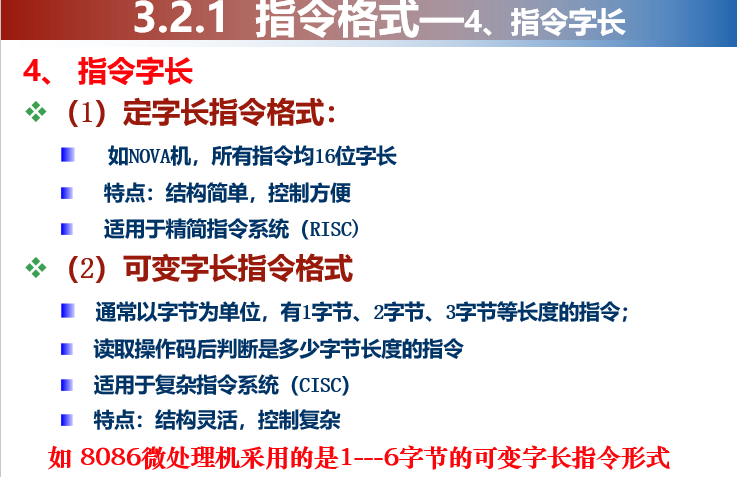 3.2.1 指令格式—4、指令字长
4、 指令字长
（1）定字长指令格式：
如NOVA机，所有指令均16位字长
特点：结构简单，控制方便
适用于精简指令系统（RISC）
（2）可变字长指令格式
通常以字节为单位，有1字节、2字节、3字节等长度的指令；
读取操作码后判断是多少字节长度的指令
适用于复杂指令系统（CISC）
特点：结构灵活，控制复杂
如 8086微处理机采用的是1---6字节的可变字长指令形式